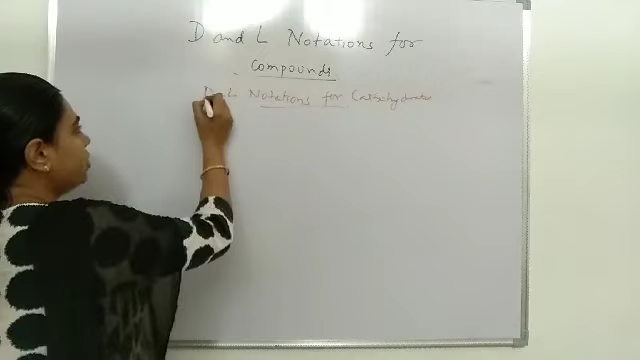 D and L Notations for
compounds
D L Notations for Carbohydrates